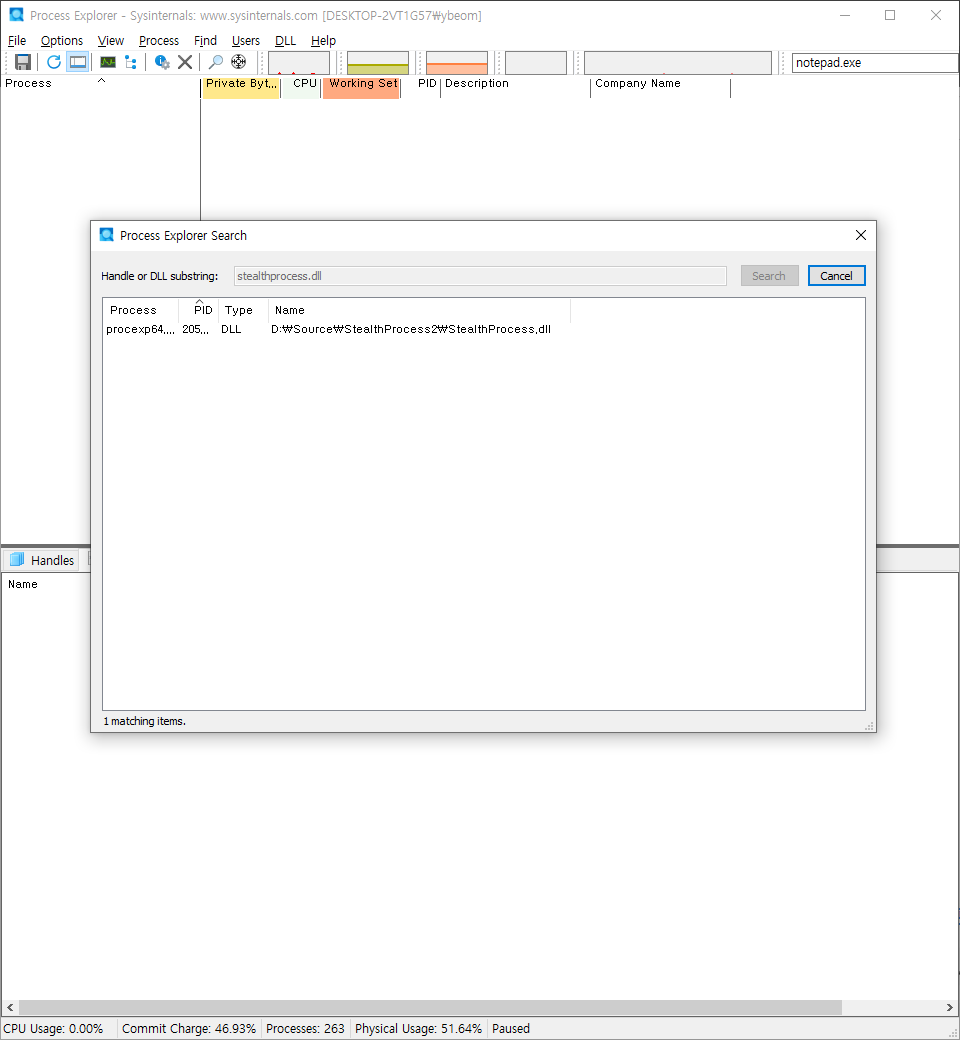 Process Explorer - Sysinternals: www.sysinternals.com [DESKTOP-2VT1G57₩ybeom]
File Options View Process Find Users DLL Help
notepad.exe
Process Private Byt... CPU Working Set PID Description Company Name
Process Explorer Search
Handle or DLL substring: stealthprocess.dll Search Cancel
Process PID Type Name
procexp64.... 205... DLL D:₩Source₩StealthProcess2₩StealthProcess.dll
1 matching items.
Handles
Name
CPU Usage: 0.00% Commit Charge: 46.93% Processes: 263 Physical Usage: 51.64% Paused